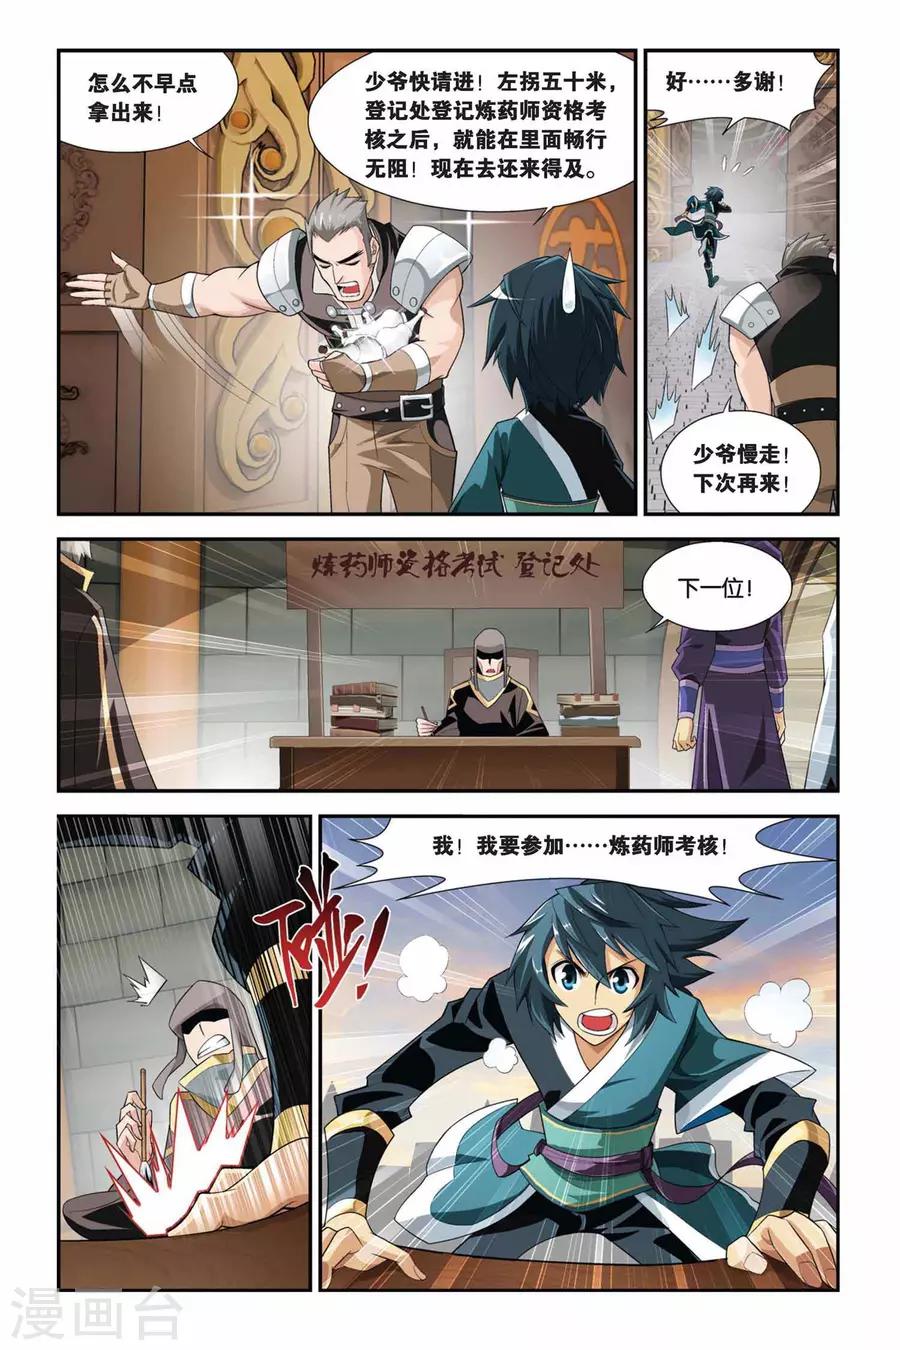 怎么不早点
拿出来！
少爷快请进！左拐五十米，
登记处登记炼药师资格考
核之后，就能在里面畅行
无阻！现在去还来得及。
好……多谢！
少爷慢走！
下次再来！
炼药师资格考试 登记处
下一位！
碰！
我！我要参加……炼药师考核！
漫画台